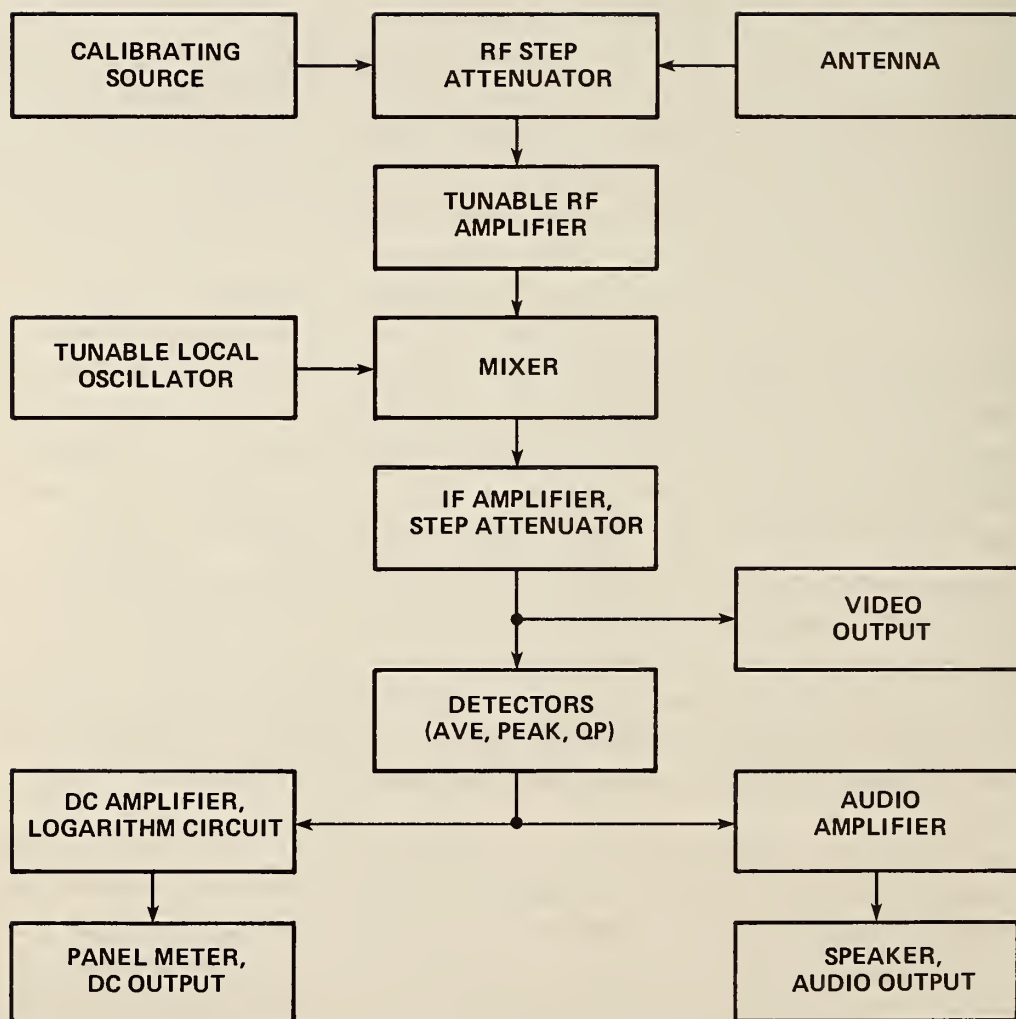 CALIBRATING
SOURCE
RF STEP
ATTENUATOR
ANTENNA
TUNABLE RF
AMPLIFIER
TUNABLE LOCAL
OSCILLATOR
MIXER
IF AMPLIFIER,
STEP ATTENUATOR
VIDEO
OUTPUT
DETECTORS
(AVE, PEAK, QP)
DC AMPLIFIER,
LOGARITHM CIRCUIT
AUDIO
AMPLIFIER
PANEL METER,
DC OUTPUT
SPEAKER,
AUDIO OUTPUT